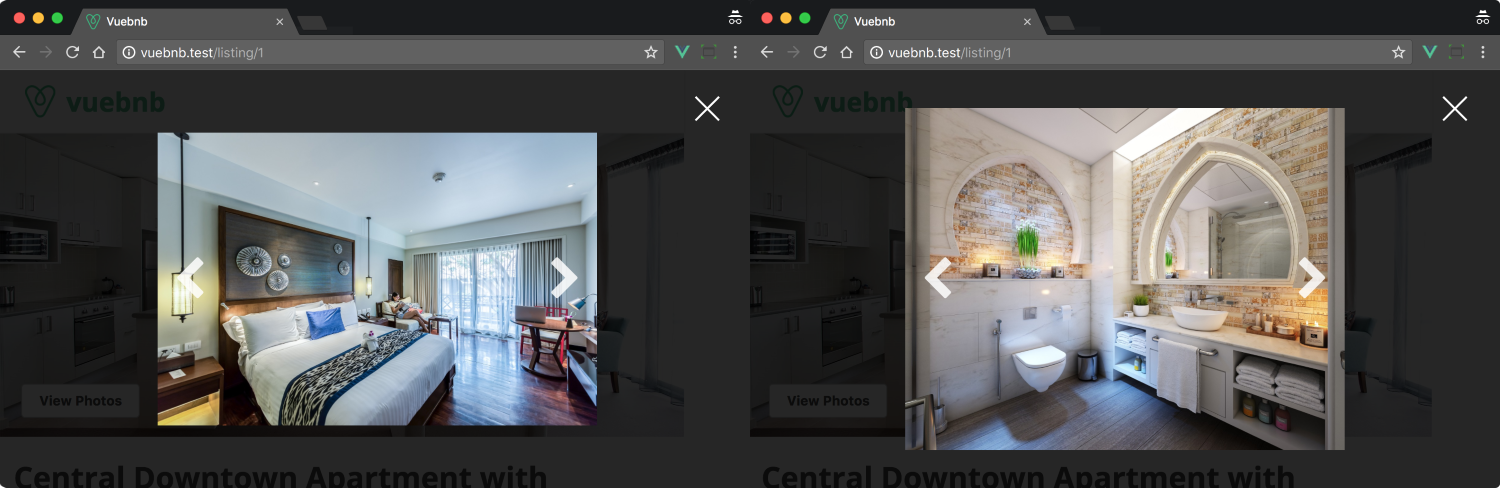 Vuebnb
vuebnb.test/listing/1
vuebnb
View Photos
Central Downtown Apartment with
Vuebnb
vuebnb.test/listing/1
vuebnb
View Photos
Central Downtown Apartment with